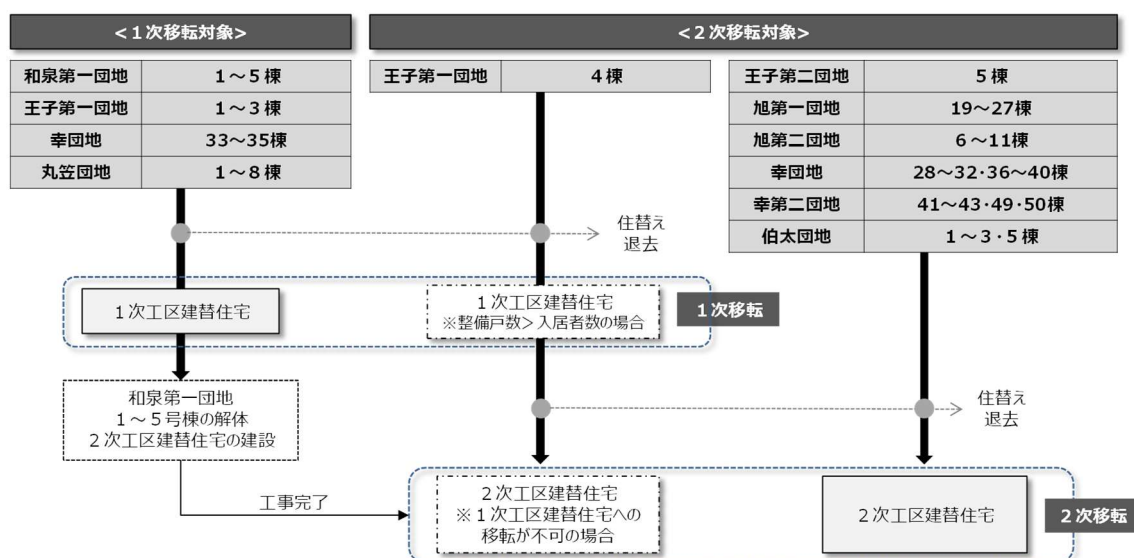 <1次移転対象>
<2次移転対象>
和泉第一団地 1～5棟
王子第一団地 1～3棟
幸団地 33～35棟
丸笠団地 1～8棟
王子第一団地 4棟
王子第二団地 5棟
旭第一団地 19～27棟
旭第二団地 6～11棟
幸団地 28～32・36～40棟
幸第二団地 41～43・49・50棟
伯太団地 1～3・5棟
住替え
退去
1次工区建替住宅
1次工区建替住宅
※整備戸数＞入居者数の場合
1次移転
和泉第一団地
1～5号棟の解体
2次工区建替住宅の建設
住替え
退去
工事完了
2次工区建替住宅
※1次工区建替住宅への
移転が不可の場合
2次工区建替住宅
2次移転